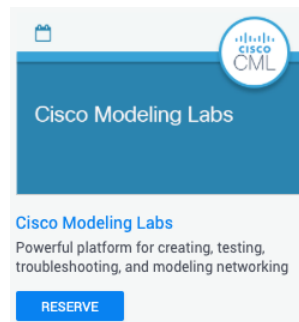 cisco
CML
Cisco Modeling Labs
Cisco Modeling Labs
Powerful platform for creating, testing,
troubleshooting, and modeling networking
RESERVE